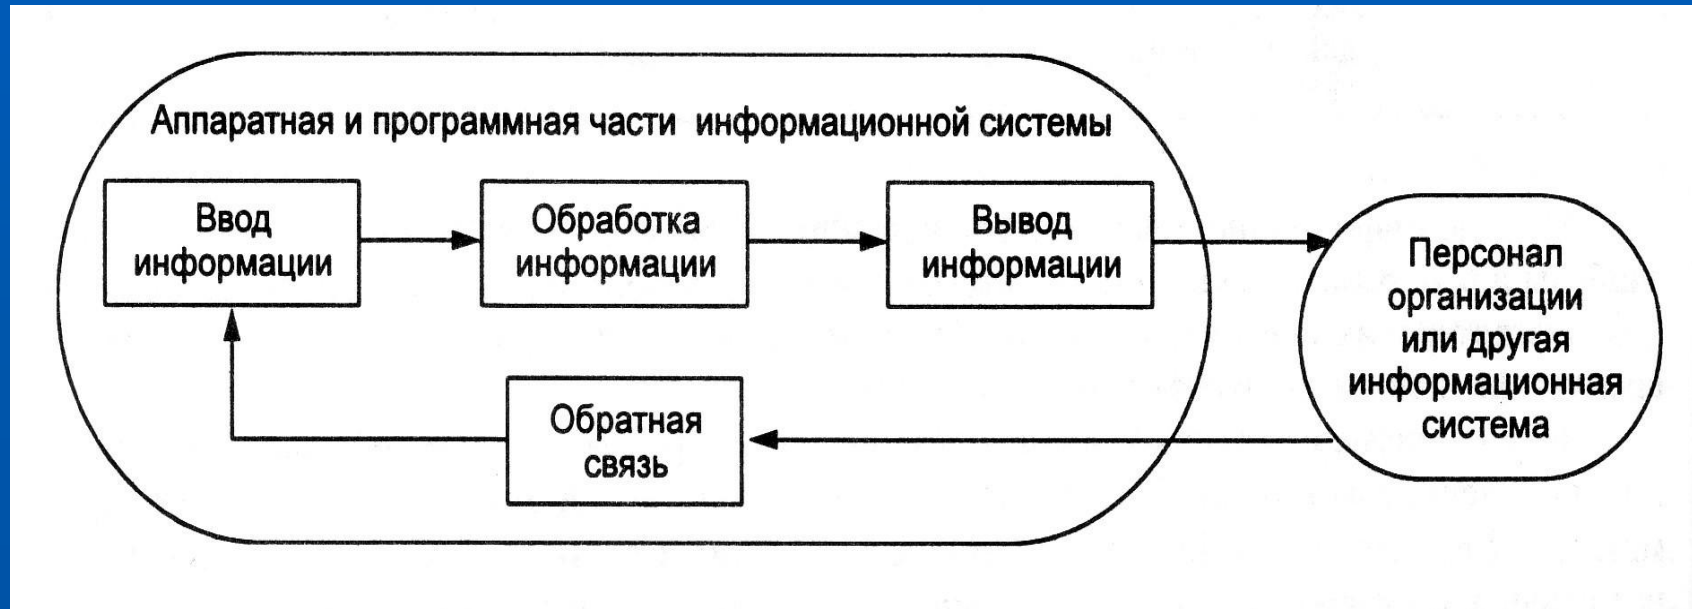 Аппаратная и программная части информационной системы
Ввод
информации
Обработка
информации
Вывод
информации
Персонал
организации
или другая
информационная
система
Обратная
связь